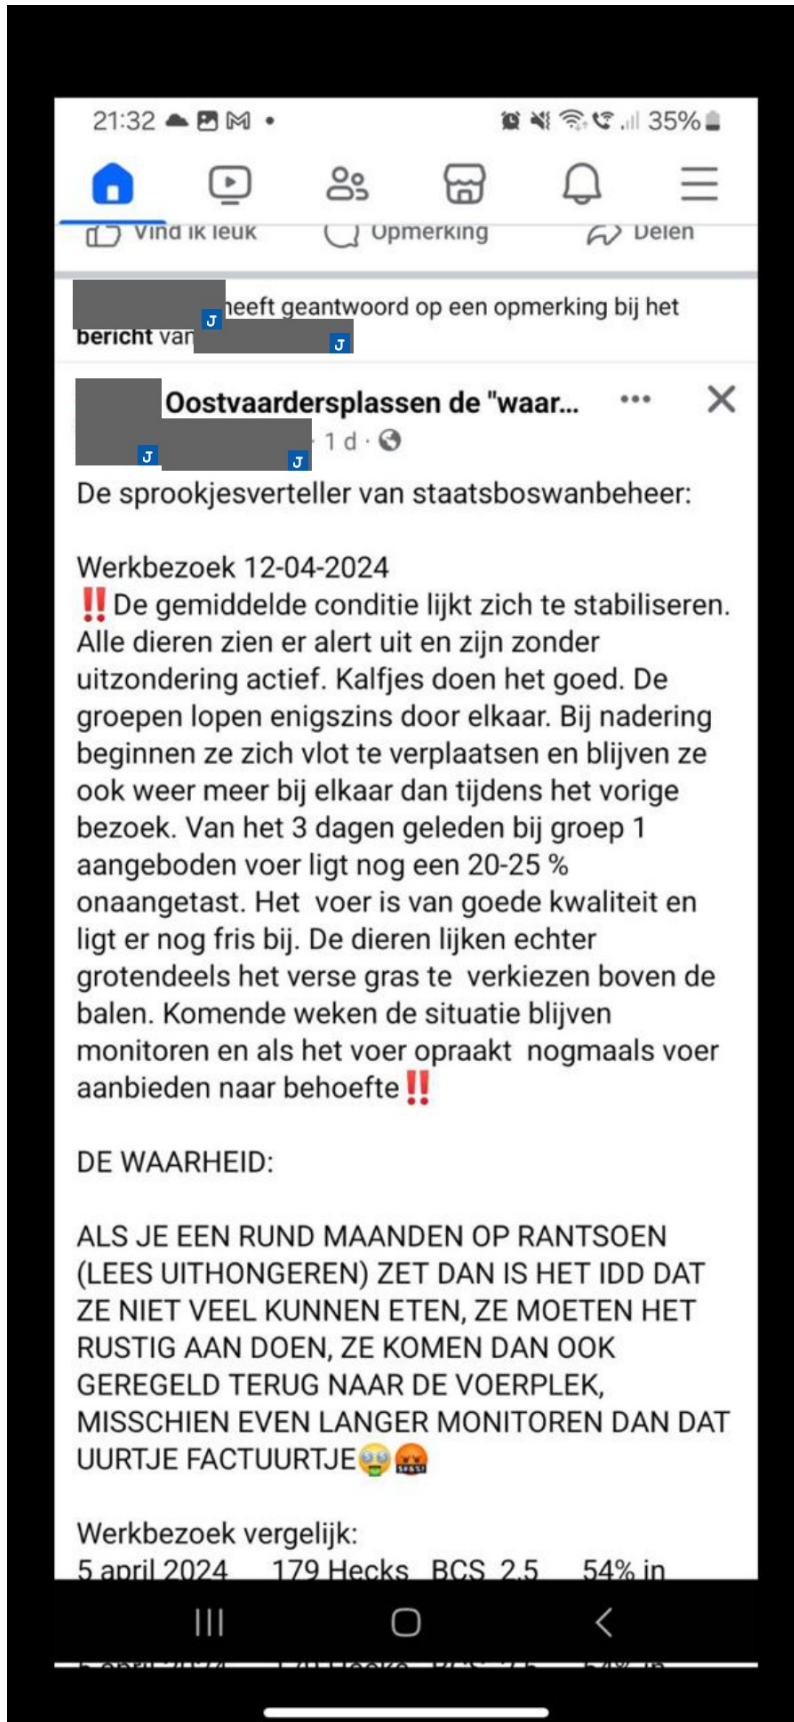 21:32 35%
Vind ik leuk Opmerking Delen
heeft geantwoord op een opmerking bij het
bericht van
Oostvaardersplassen de "waar...
1 d
De sprookjesverteller van staatsboswanbeheer:
Werkbezoek 12-04-2024
‼️De gemiddelde conditie lijkt zich te stabiliseren.
Alle dieren zien er alert uit en zijn zonder
uitzondering actief. Kalfjes doen het goed. De
groepen lopen enigszins door elkaar. Bij nadering
beginnen ze zich vlot te verplaatsen en blijven ze
ook weer meer bij elkaar dan tijdens het vorige
bezoek. Van het 3 dagen geleden bij groep 1
aangeboden voer ligt nog een 20-25 %
onaangetast. Het voer is van goede kwaliteit en
ligt er nog fris bij. De dieren lijken echter
grotendeels het verse gras te verkiezen boven de
balen. Komende weken de situatie blijven
monitoren en als het voer opraakt nogmaals voer
aanbieden naar behoefte‼️
DE WAARHEID:
ALS JE EEN RUND MAANDEN OP RANTSOEN
(LEES UITHONGEREN) ZET DAN IS HET IDD DAT
ZE NIET VEEL KUNNEN ETEN, ZE MOETEN HET
RUSTIG AAN DOEN, ZE KOMEN DAN OOK
GEREGELD TERUG NAAR DE VOERPLEK,
MISSCHIEN EVEN LANGER MONITOREN DAN DAT
UURTJE FACTUURTJE🤑🤬
Werkbezoek vergelijk:
5 april 2024 179 Hecks BCS 2.5 54% in